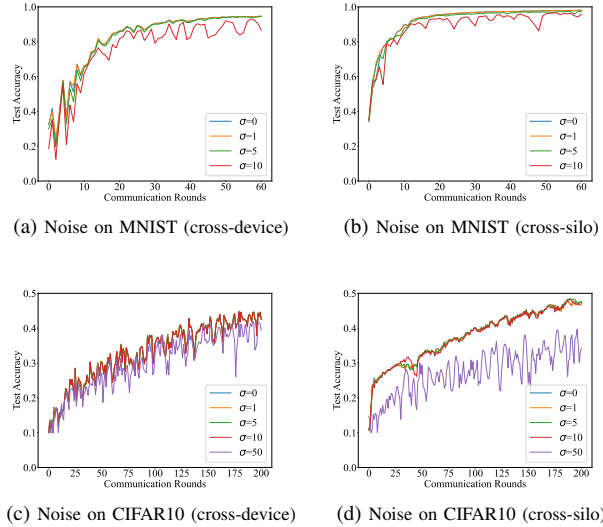 1.0
0.8
0.6
0.4
0.2
0.0
Test Accuracy
0 10 20 30 40 50 60
Communication Rounds
σ=0
σ=1
σ=5
σ=10
(a) Noise on MNIST (cross-device)
1.0
0.8
0.6
0.4
0.2
0.0
Test Accuracy
0 10 20 30 40 50 60
Communication Rounds
σ=0
σ=1
σ=5
σ=10
(b) Noise on MNIST (cross-silo)
0.5
0.4
0.3
0.2
0.1
0.0
Test Accuracy
0 25 50 75 100 125 150 175 200
Communication Rounds
σ=0
σ=1
σ=5
σ=10
σ=50
(c) Noise on CIFAR10 (cross-device)
0.5
0.4
0.3
0.2
0.1
0.0
Test Accuracy
0 25 50 75 100 125 150 175 200
Communication Rounds
σ=0
σ=1
σ=5
σ=10
σ=50
(d) Noise on CIFAR10 (cross-silo)